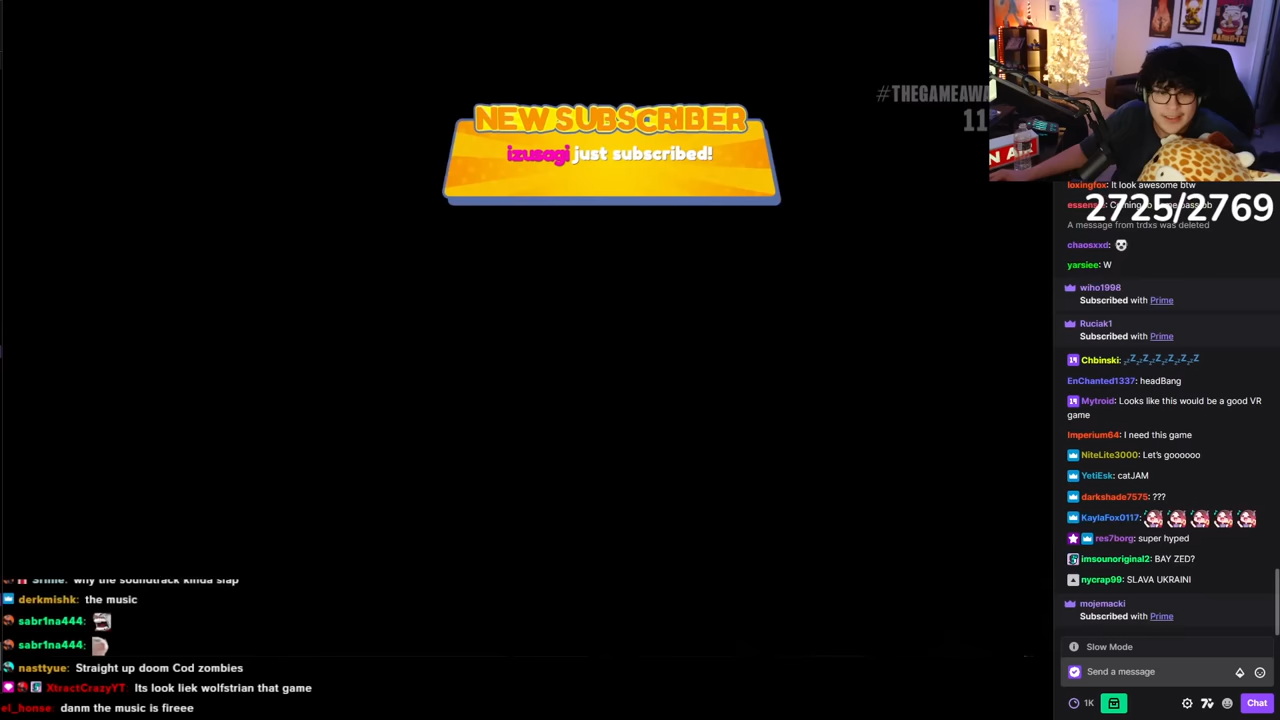 #THEGAMEAWA
11
NEW SUBSCRIBER
izusagi just subscribed!
ON AIR
loxingfox: It look awesome btw
2725/2769
A message from trdxs was deleted
chaosxxd:
yarsiee: W
wiho1998
Subscribed with Prime
Ruciak1
Subscribed with Prime
Chbinski: zZzZzZzZzZzZzZ
EnChanted1337: headBang
Mytroid: Looks like this would be a good VR
game
Imperium64: I need this game
NiteLite3000: Let's goooooo
YetiEsk: catJAM
darkshade7575: ???
KaylaFox0117:
res7borg: super hyped
imsounoriginal2: BAY ZED?
nycrap99: SLAVA UKRAINI
mojemacki
Subscribed with Prime
Slow Mode
Send a message
1K
Chat
why the soundtrack kinda slap
derkmishk: the music
sabr1na444:
sabr1na444:
nasttyue: Straight up doom Cod zombies
XtractCrazyYT: Its look liek wolfstrian that game
el_honse: danm the music is fireee